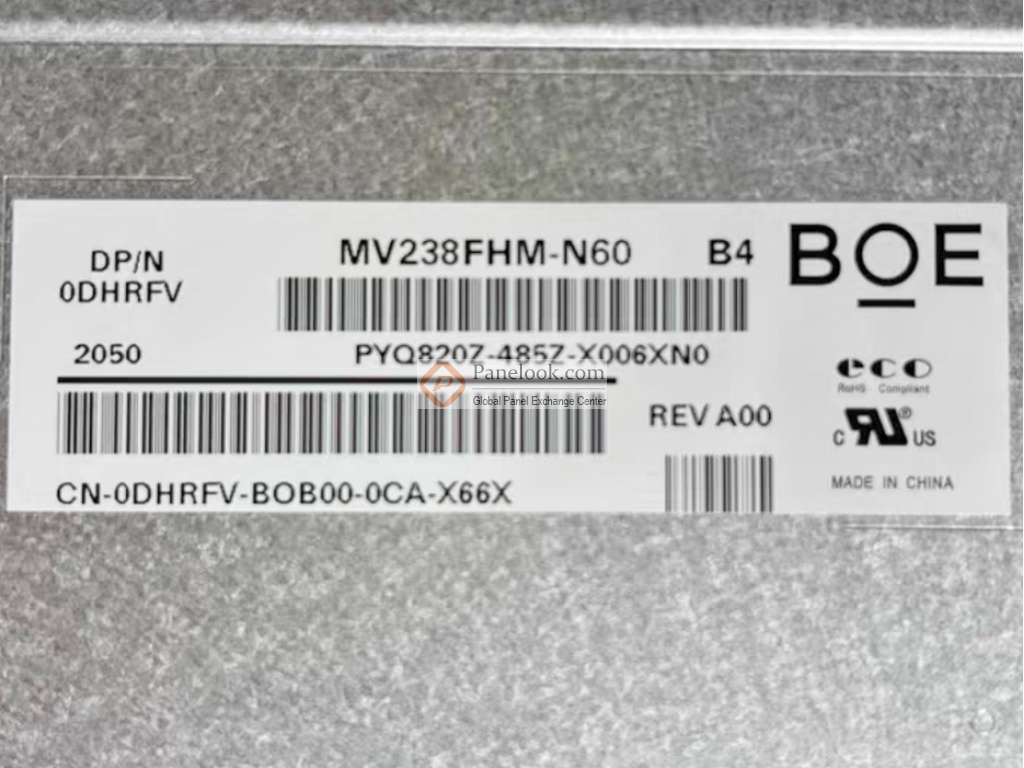 DP/N
0DHRFV
MV238FHM-N60 B4
BOE
2050
PYQ820Z-485Z-X006XN0
Panelook.com
Global Panel Exchange Center
eco
RoHS Compliant
REV A00
C RU® US
CN-0DHRFV-BOB00-0CA-X66X
MADE IN CHINA